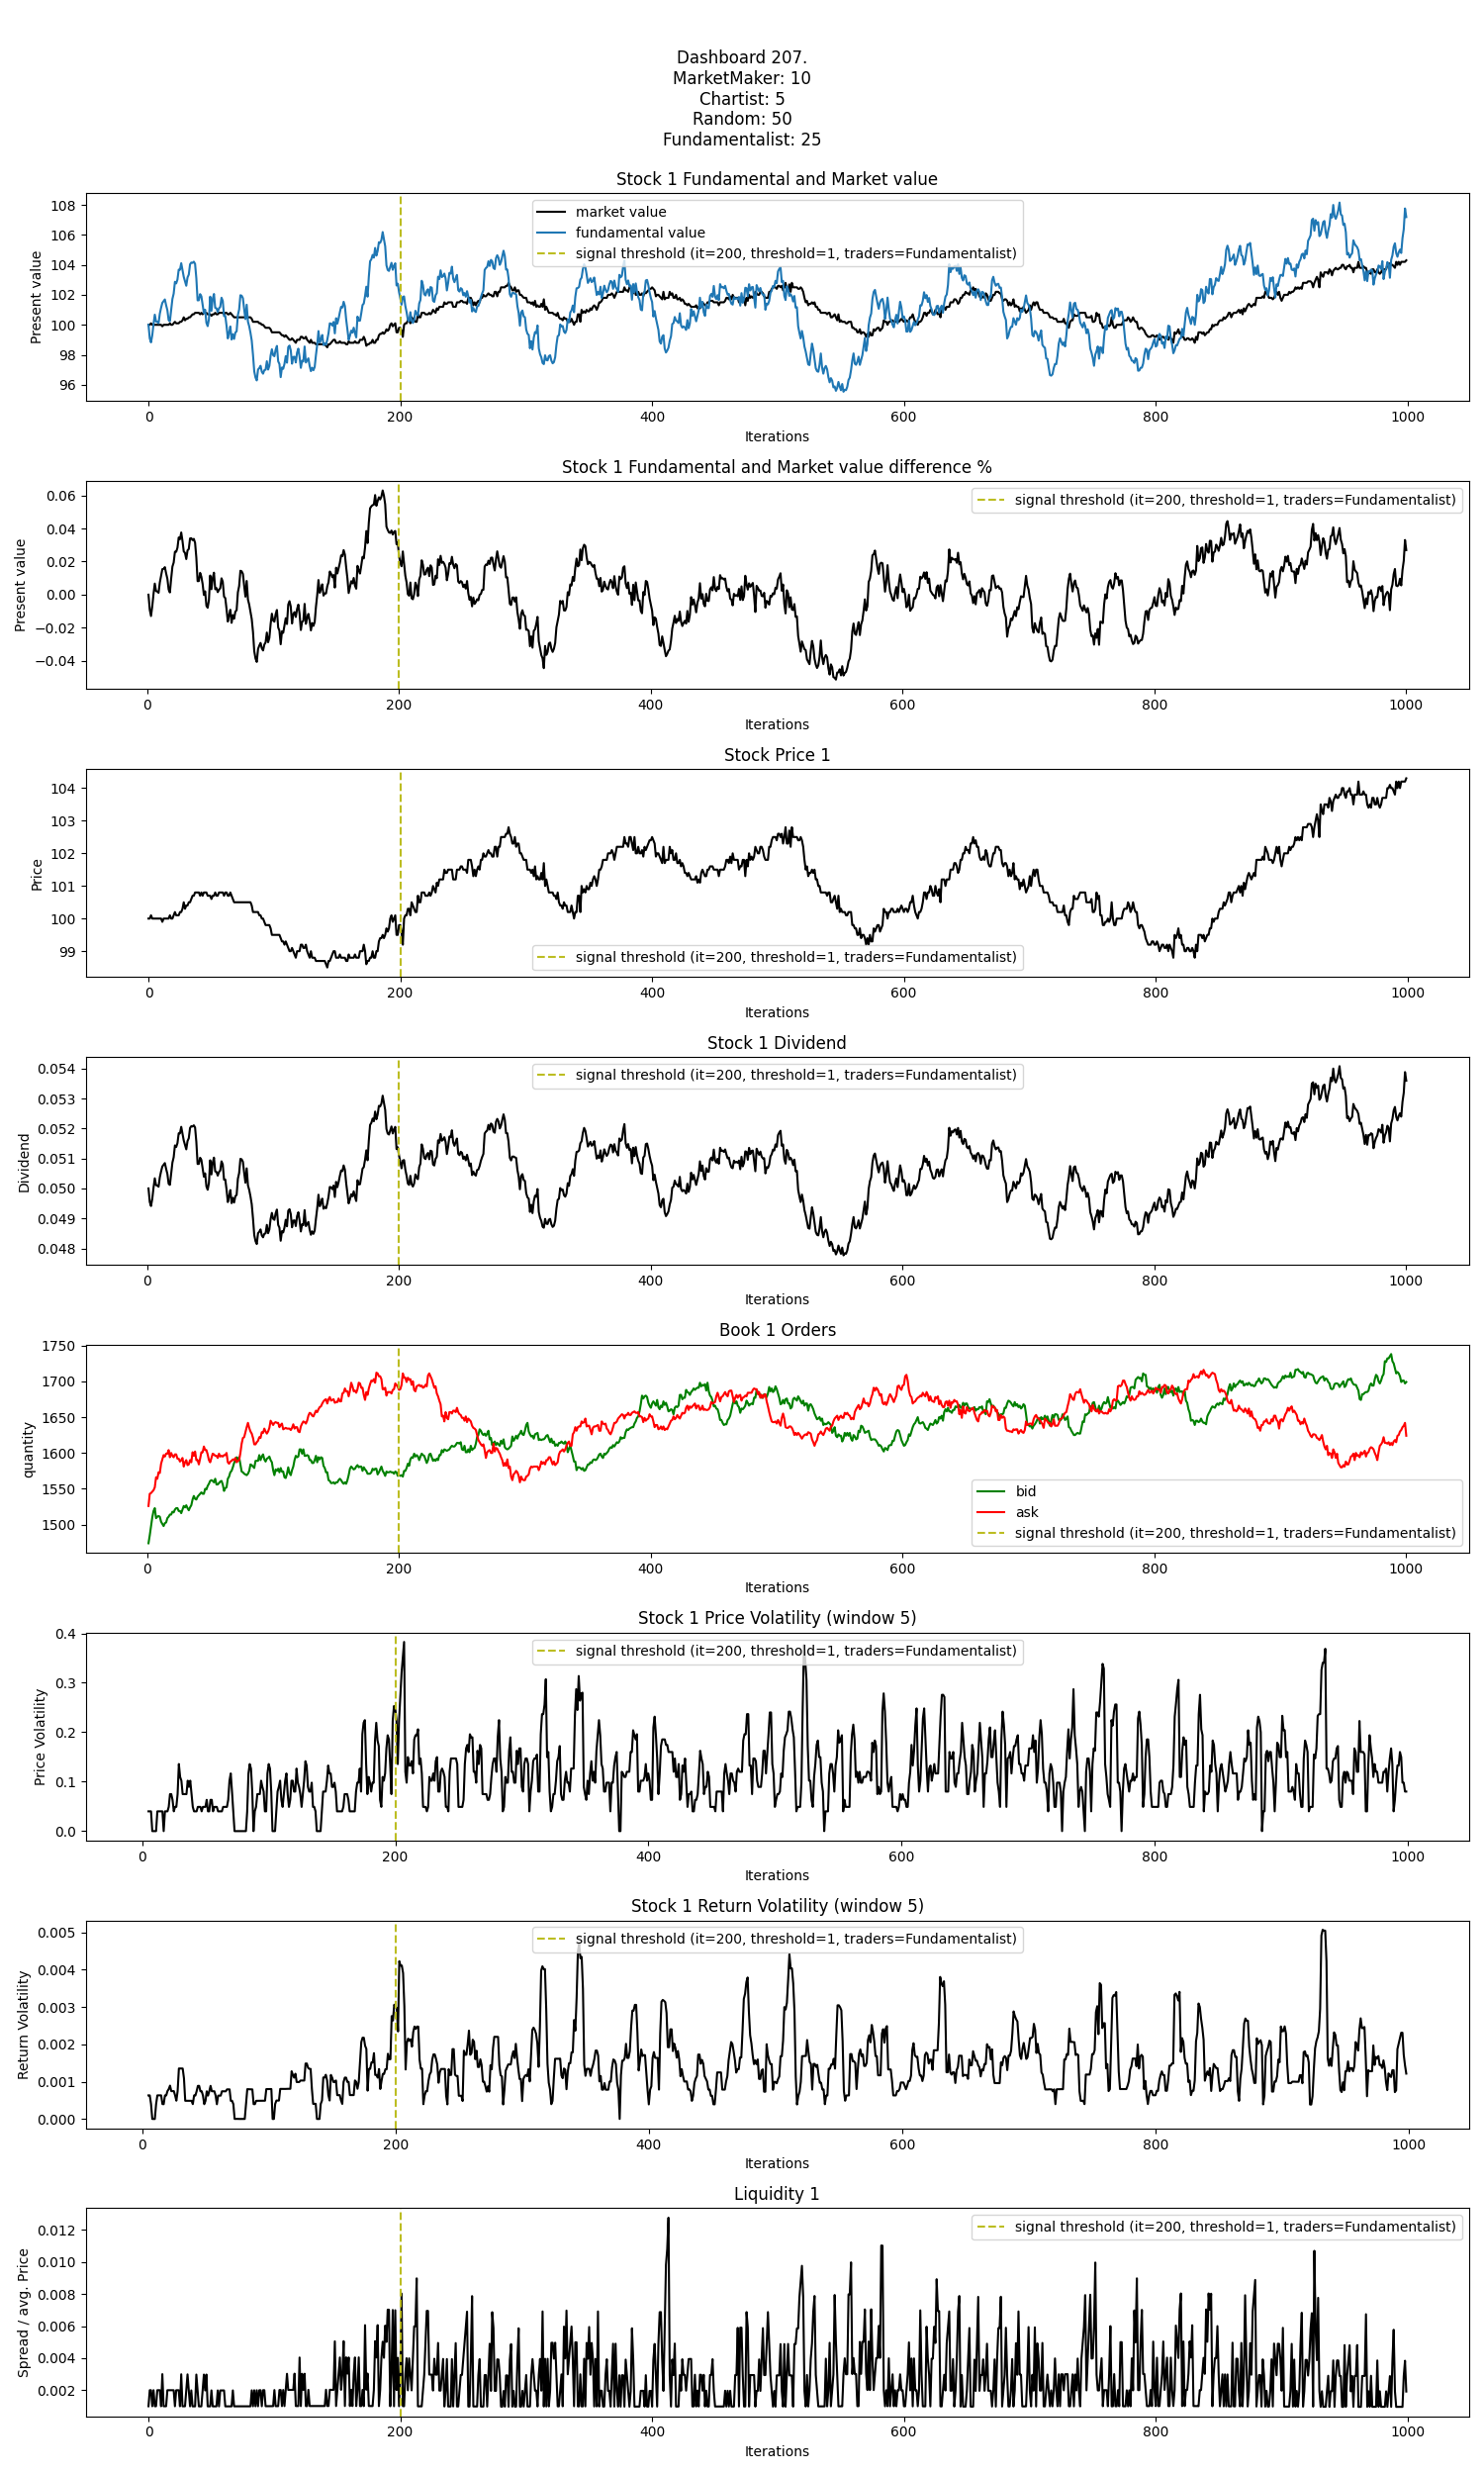 Dashboard 207.
MarketMaker: 10
Chartist: 5
Random: 50
Fundamentalist: 25
Stock 1 Fundamental and Market value
Present value
108
106
104
102
100
98
96
market value
fundamental value
signal threshold (it=200, threshold=1, traders=Fundamentalist)
0 200 400 600 800 1000
Iterations
Stock 1 Fundamental and Market value difference %
Present value
0.06
0.04
0.02
0.00
−0.02
−0.04
signal threshold (it=200, threshold=1, traders=Fundamentalist)
0 200 400 600 800 1000
Iterations
Stock Price 1
Price
104
103
102
101
100
99
signal threshold (it=200, threshold=1, traders=Fundamentalist)
0 200 400 600 800 1000
Iterations
Stock 1 Dividend
Dividend
0.054
0.053
0.052
0.051
0.050
0.049
0.048
signal threshold (it=200, threshold=1, traders=Fundamentalist)
0 200 400 600 800 1000
Iterations
Book 1 Orders
quantity
1750
1700
1650
1600
1550
1500
bid
ask
signal threshold (it=200, threshold=1, traders=Fundamentalist)
0 200 400 600 800 1000
Iterations
Stock 1 Price Volatility (window 5)
Price Volatility
0.4
0.3
0.2
0.1
0.0
signal threshold (it=200, threshold=1, traders=Fundamentalist)
0 200 400 600 800 1000
Iterations
Stock 1 Return Volatility (window 5)
Return Volatility
0.005
0.004
0.003
0.002
0.001
0.000
signal threshold (it=200, threshold=1, traders=Fundamentalist)
0 200 400 600 800 1000
Iterations
Liquidity 1
Spread / avg. Price
0.012
0.010
0.008
0.006
0.004
0.002
signal threshold (it=200, threshold=1, traders=Fundamentalist)
0 200 400 600 800 1000
Iterations